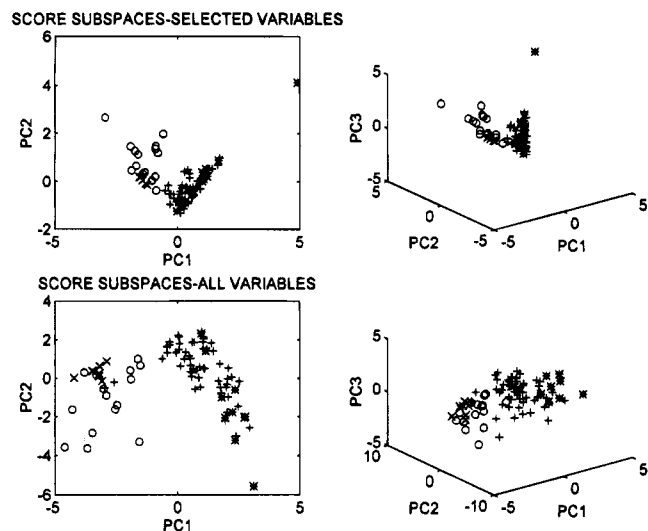 SCORE SUBSPACES-SELECTED VARIABLES
6
4
2
0
-2
PC2
-5
0
5
PC1
5
0
-5
PC3
5
0
-5
PC2
-5
0
5
PC1
SCORE SUBSPACES-ALL VARIABLES
4
2
0
-2
-4
-6
PC2
-5
0
5
PC1
5
0
-5
PC3
10
0
-10
PC2
-5
0
5
PC1